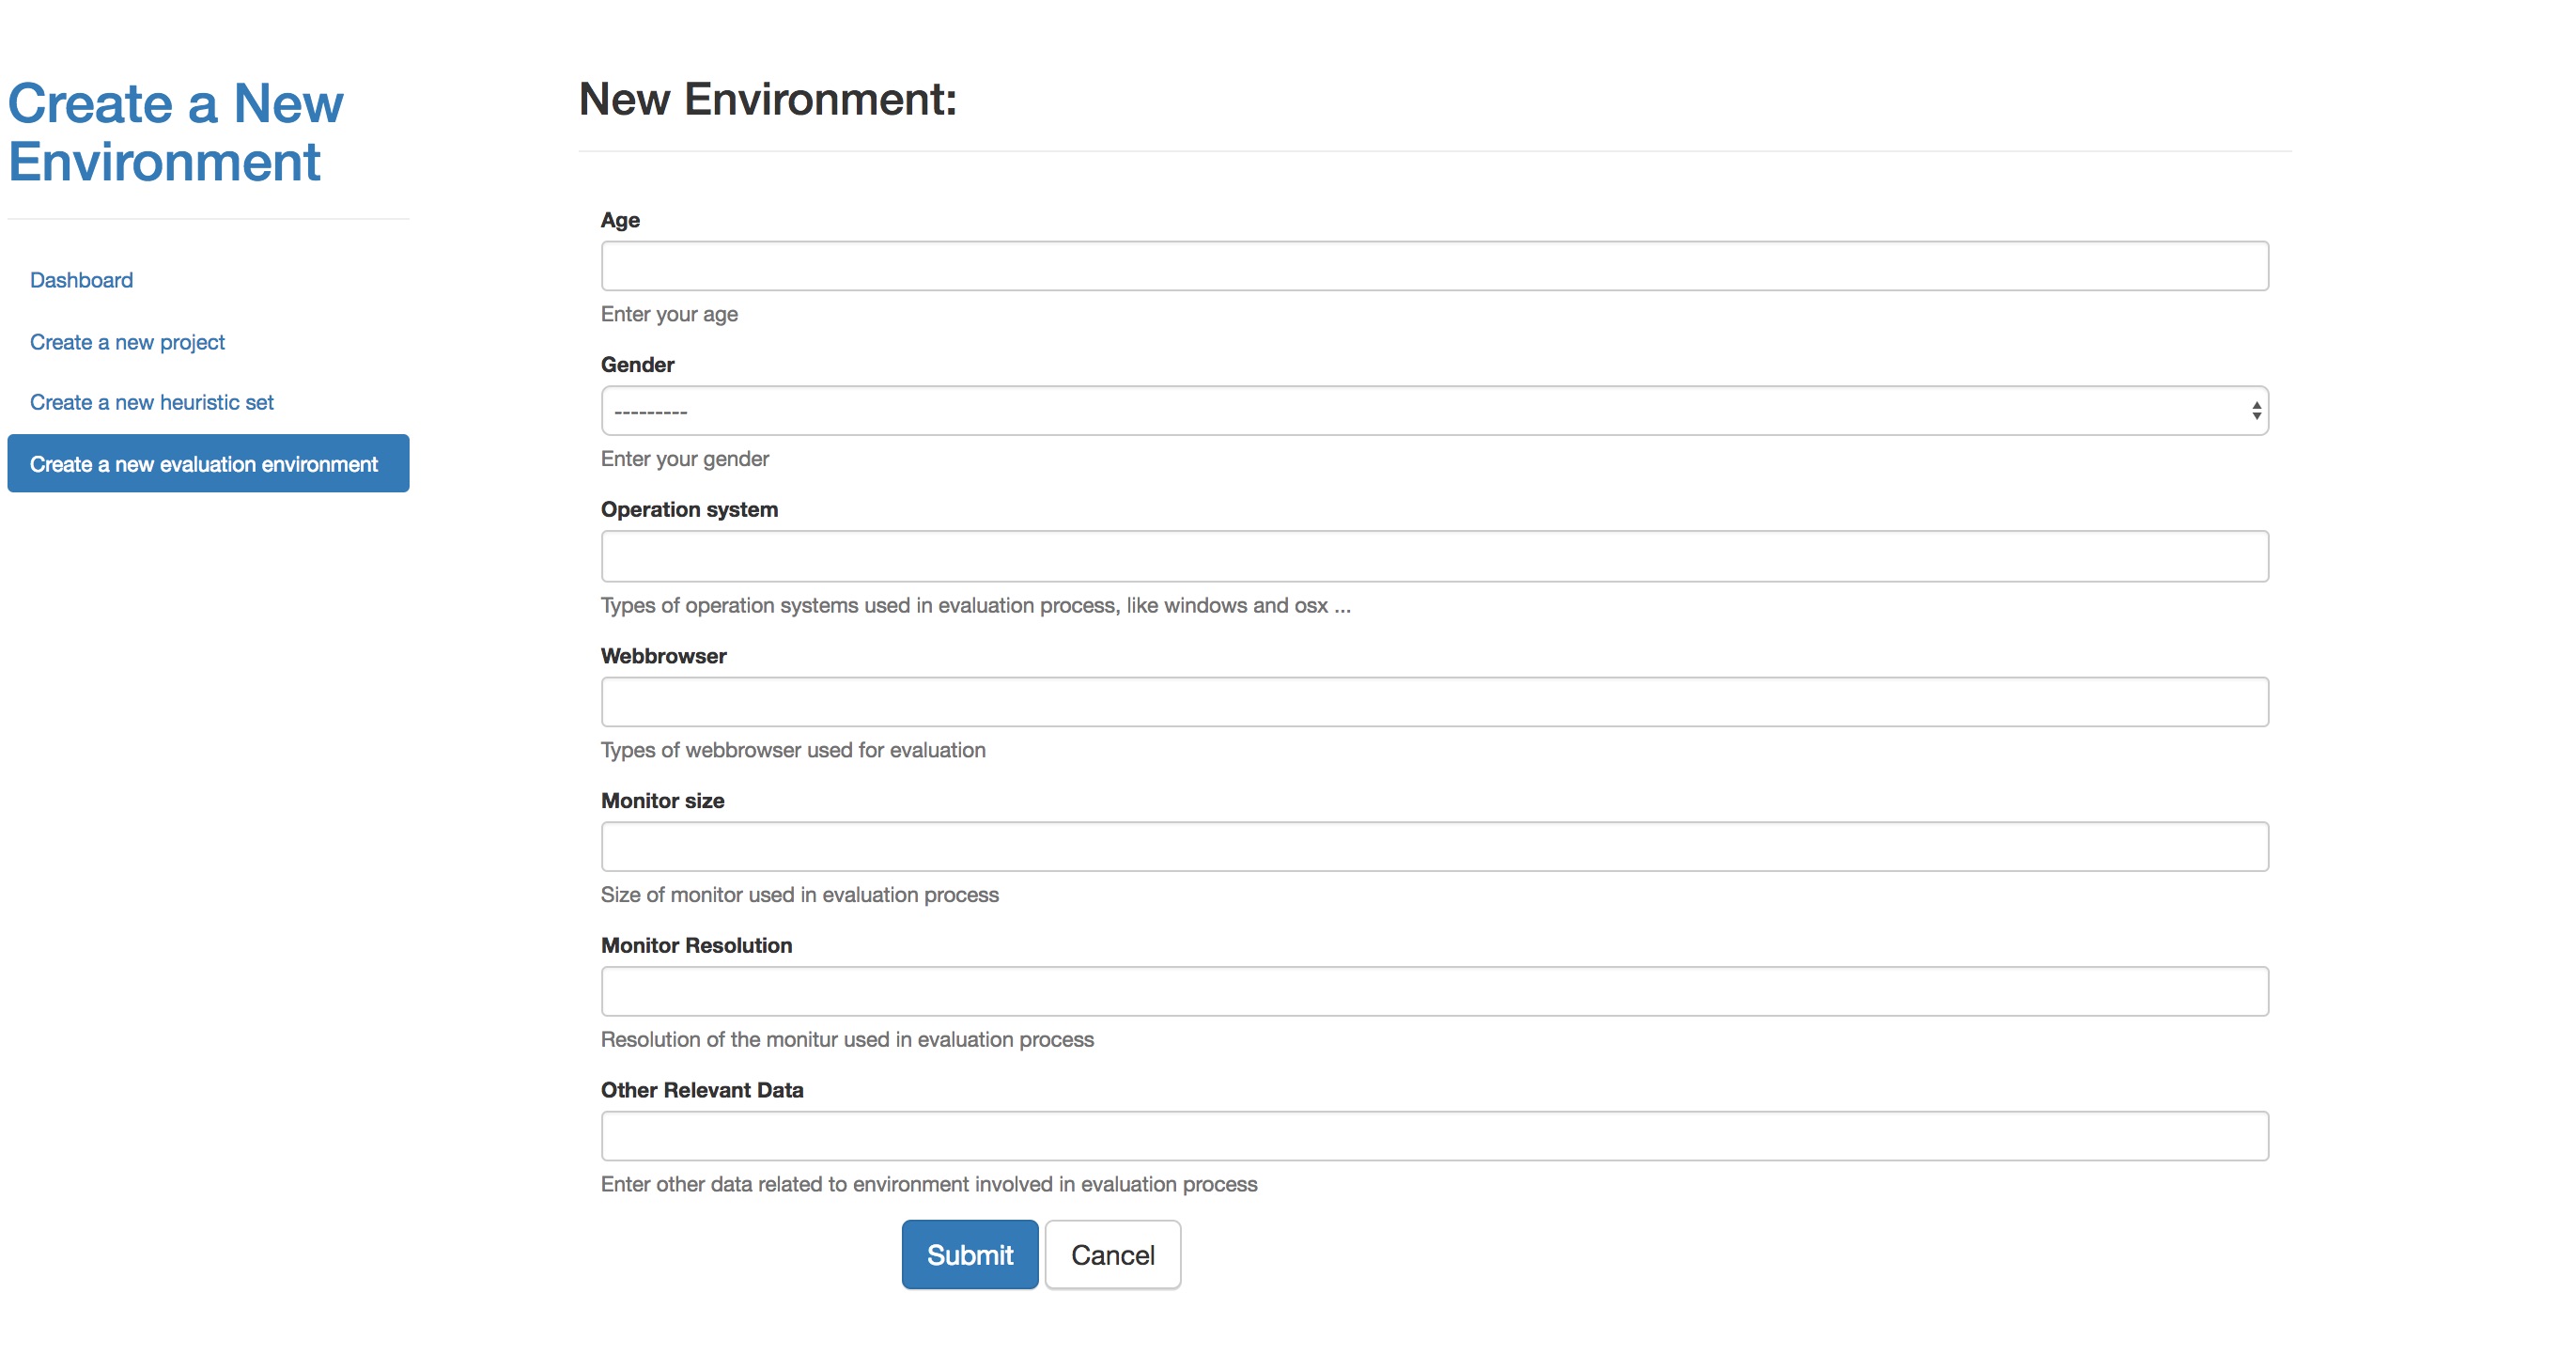 Create a New
Environment
Dashboard
Create a new project
Create a new heuristic set
Create a new evaluation environment
New Environment:
Age
Enter your age
Gender
---------
Enter your gender
Operation system
Types of operation systems used in evaluation process, like windows and osx ...
Webbrowser
Types of webbrowser used for evaluation
Monitor size
Size of monitor used in evaluation process
Monitor Resolution
Resolution of the monitur used in evaluation process
Other Relevant Data
Enter other data related to environment involved in evaluation process
Submit Cancel